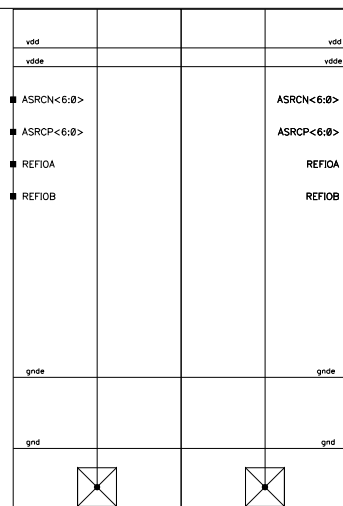 vdd vdd
vdde vdde
ASRCN<6:0> ASRCN<6:0>
ASRCP<6:0> ASRCP<6:0>
REFIOA REFIOA
REFIOB REFIOB
gnde gnde
gnd gnd